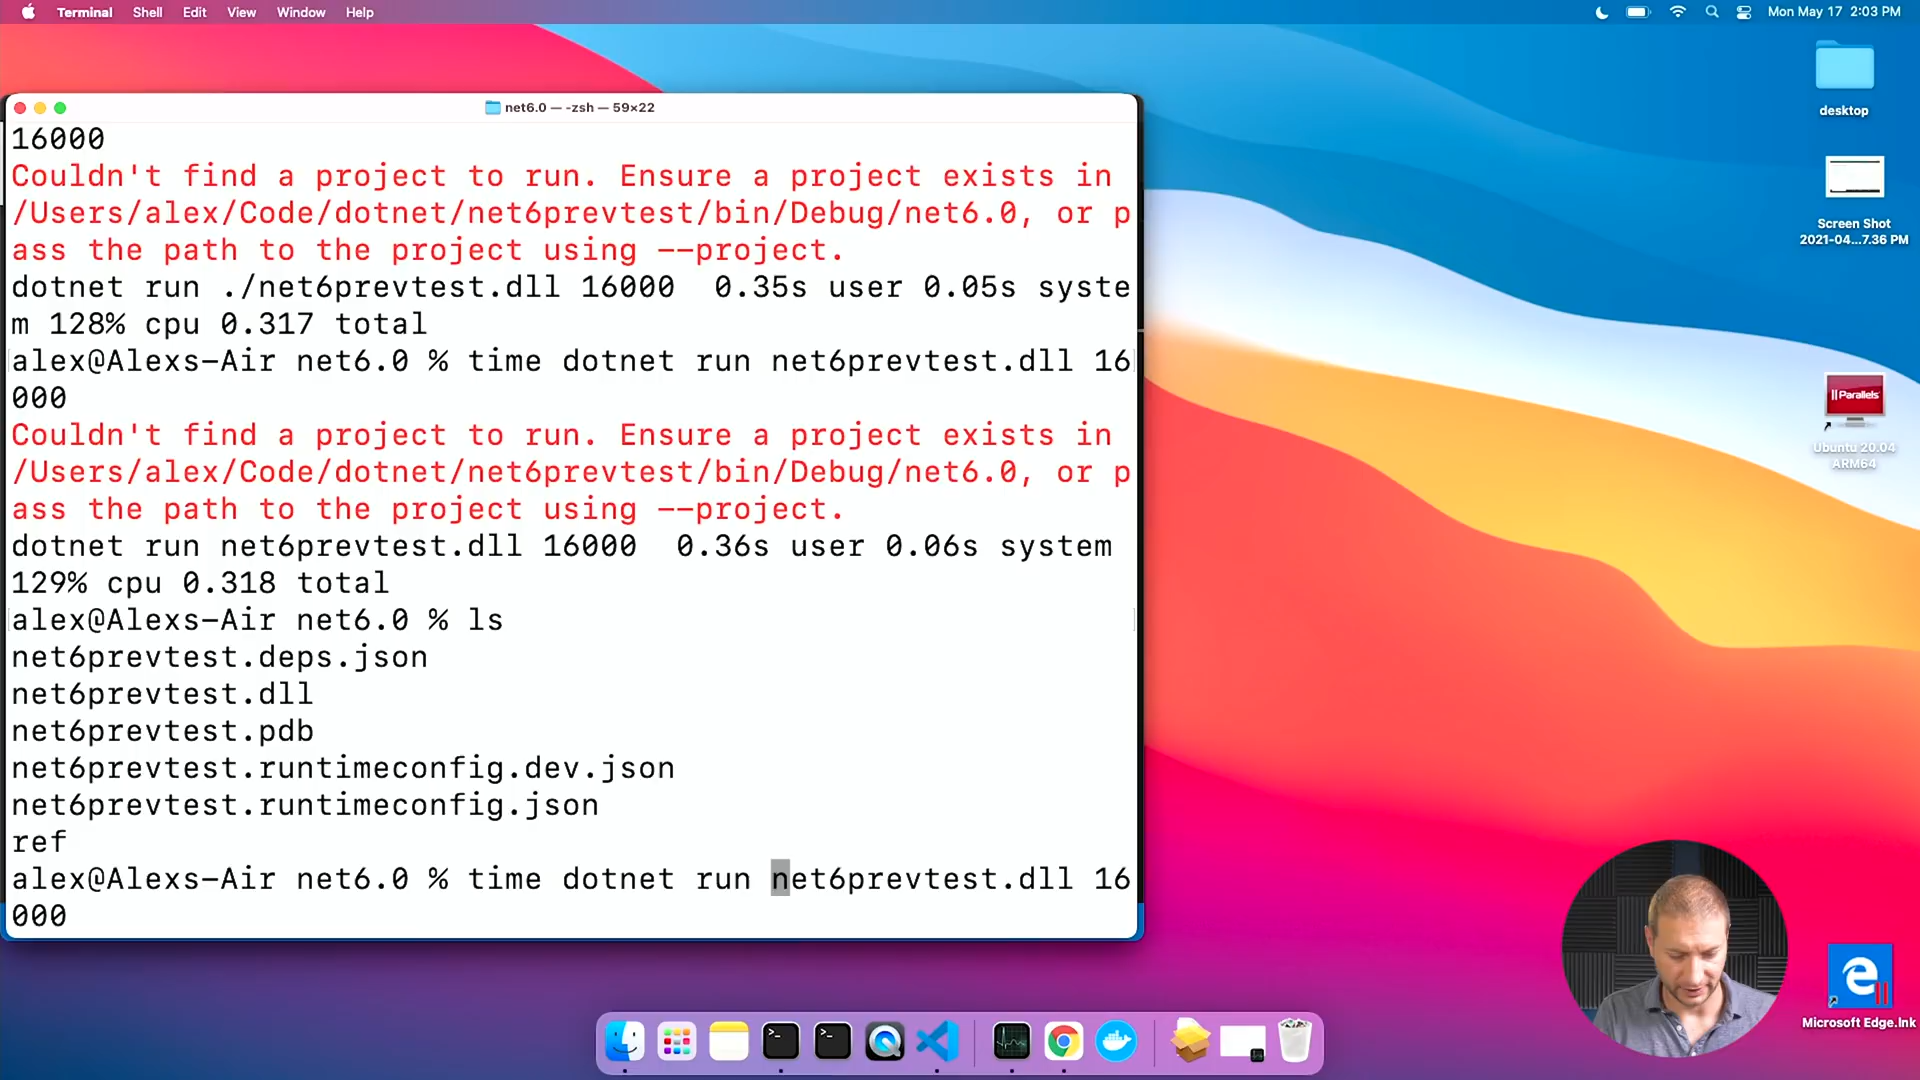 Terminal Shell Edit View Window Help
Mon May 17 2:03 PM
net6.0 — -zsh — 59×22
16000
Couldn't find a project to run. Ensure a project exists in
/Users/alex/Code/dotnet/net6prevtest/bin/Debug/net6.0, or p
ass the path to the project using --project.
dotnet run ./net6prevtest.dll 16000  0.35s user 0.05s syste
m 128% cpu 0.317 total
alex@Alexs-Air net6.0 % time dotnet run net6prevtest.dll 16
000
Couldn't find a project to run. Ensure a project exists in
/Users/alex/Code/dotnet/net6prevtest/bin/Debug/net6.0, or p
ass the path to the project using --project.
dotnet run net6prevtest.dll 16000  0.36s user 0.06s system
129% cpu 0.318 total
alex@Alexs-Air net6.0 % ls
net6prevtest.deps.json
net6prevtest.dll
net6prevtest.pdb
net6prevtest.runtimeconfig.dev.json
net6prevtest.runtimeconfig.json
ref
alex@Alexs-Air net6.0 % time dotnet run net6prevtest.dll 16
000
desktop
Screen Shot
2021-04...7.36 PM
Parallels
Ubuntu 20.04
ARM64
Microsoft Edge.lnk